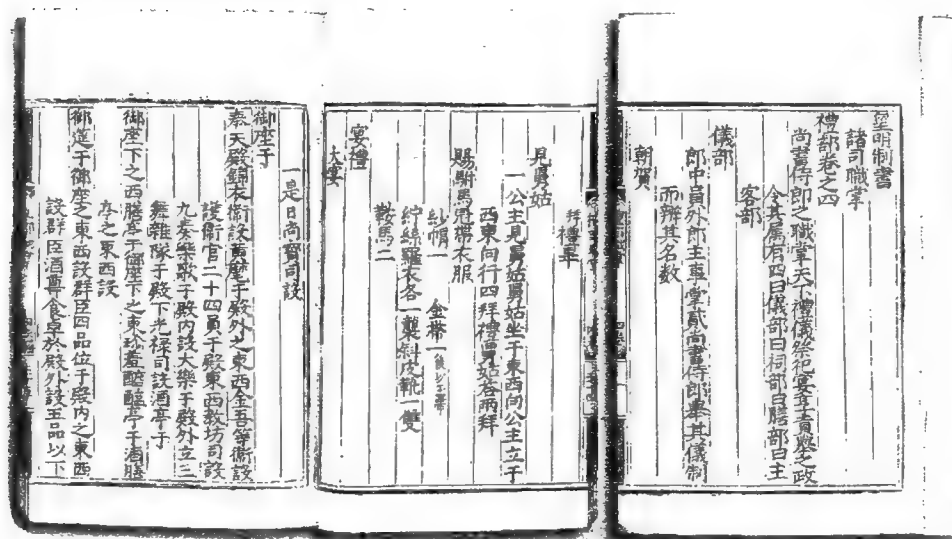 皇明制書
諸司職掌
禮部卷之四
尚書侍郎之職掌天下禮儀祭祀宴享貢舉之政
令其屬有四曰儀部曰祠部曰膳部曰主
客部
儀部
郎中員外郎主事掌貳尚書侍郎舉其儀制
而辨其名數
朝賀
拜禮畢
見舅姑
一公主見舅姑舅姑坐于東西向公主立于
西東向行四拜禮舅姑荅兩拜
賜駙馬冠帶衣服
紗帽一 金帶一
紵絲羅衣各一襲斜皮靴一雙
鞍馬二
宴禮
大宴
一是日尚寳司設
御座于
奉天殿錦衣衛設黄麾于殿外之東西金吾等衛設
護衛官二十四員于殿東西教坊司設
九奏樂歌于殿内設大樂于殿外立三
舞雜隊于殿下光祿司設酒亭于
御座下之西膳亭于御座下之東珍羞醯醢亭于酒膳
亭之東西設
御筵于御座之東西設群臣四品位于殿内之東西
設群臣酒尊食卓於殿外設五品以下